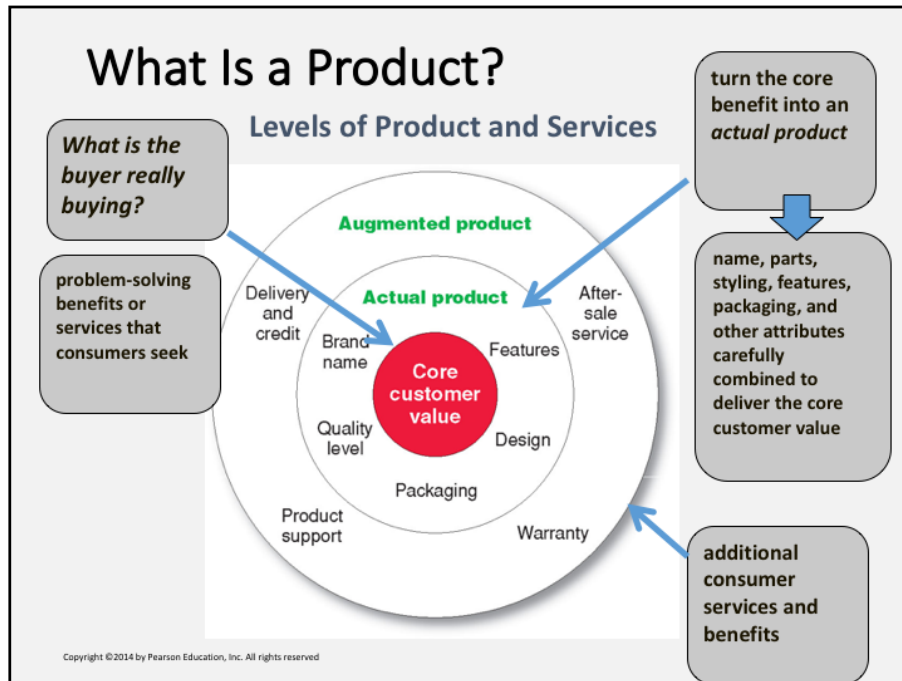 What Is a Product?
Levels of Product and Services
What is the
buyer really
buying?
problem-solving
benefits or
services that
consumers seek
turn the core
benefit into an
actual product
name, parts,
styling, features,
packaging, and
other attributes
carefully
combined to
deliver the core
customer value
additional
consumer
services and
benefits
Augmented product
Delivery and
credit
After-
sale
service
Product
support
Warranty
Actual product
Brand
name
Features
Quality
level
Design
Packaging
Core
customer
value
Copyright ©2014 by Pearson Education, Inc. All rights reserved